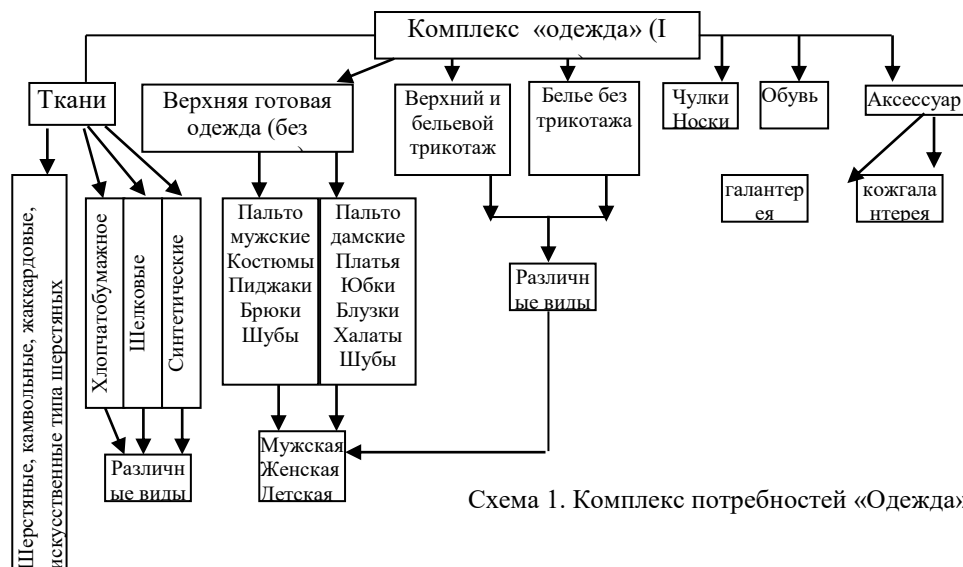 Комплекс «одежда» (I
Ткани
Верхняя готовая
одежда (без
)
Верхний и
бельевой
трикотаж
Белье без
трикотажа
Чулки
Носки
Обувь
Аксессуар
галантер
ея
кожгала
нтерея
Шерстяные, камвольные, жаккардовые,
искусственные типа шерстяных
Хлопчатобумажное
Шелковые
Синтетические
Пальто
мужские
Костюмы
Пиджаки
Брюки
Шубы
Пальто
дамские
Платья
Юбки
Блузки
Халаты
Шубы
Различн
ые виды
Различн
ые виды
Мужская
Женская
Детская
Схема 1. Комплекс потребностей «Одежда»